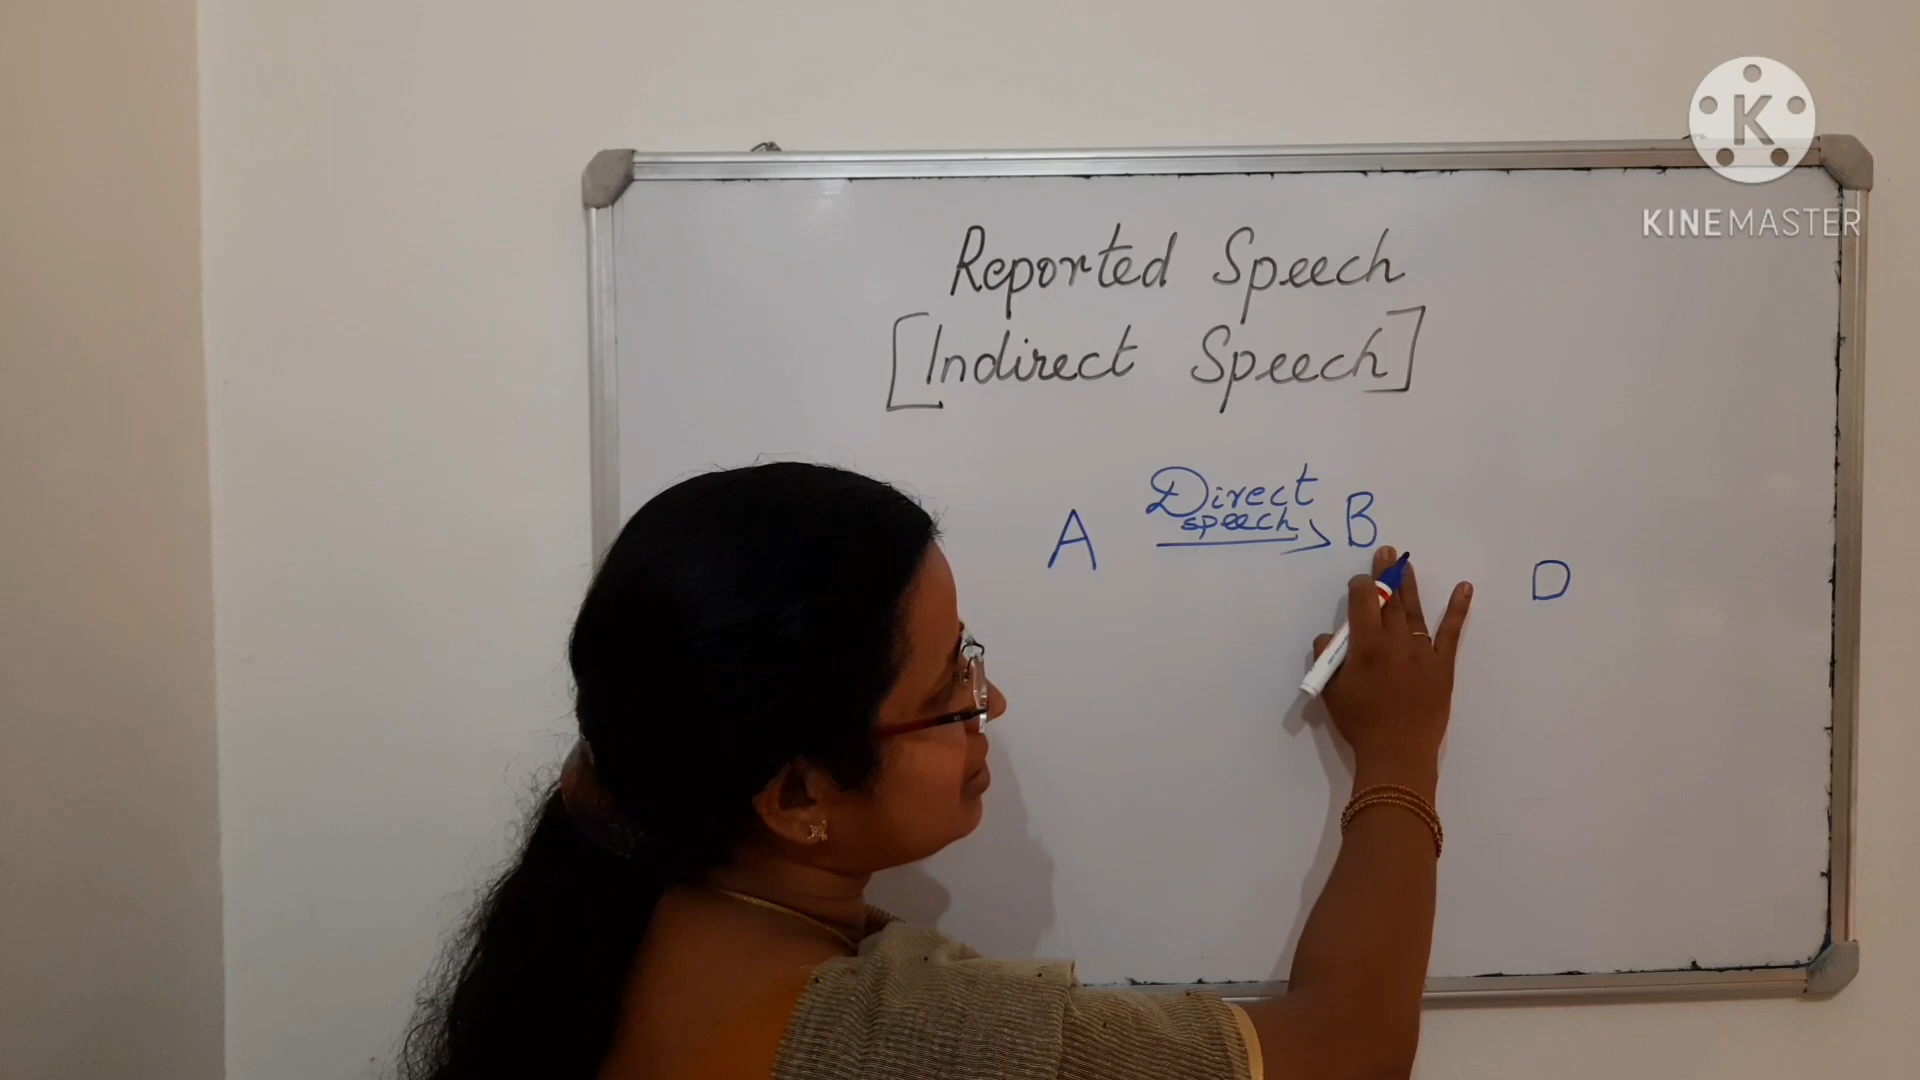 K
KINEMASTER
Reported Speech
[Indirect Speech]
A Direct speech B
D